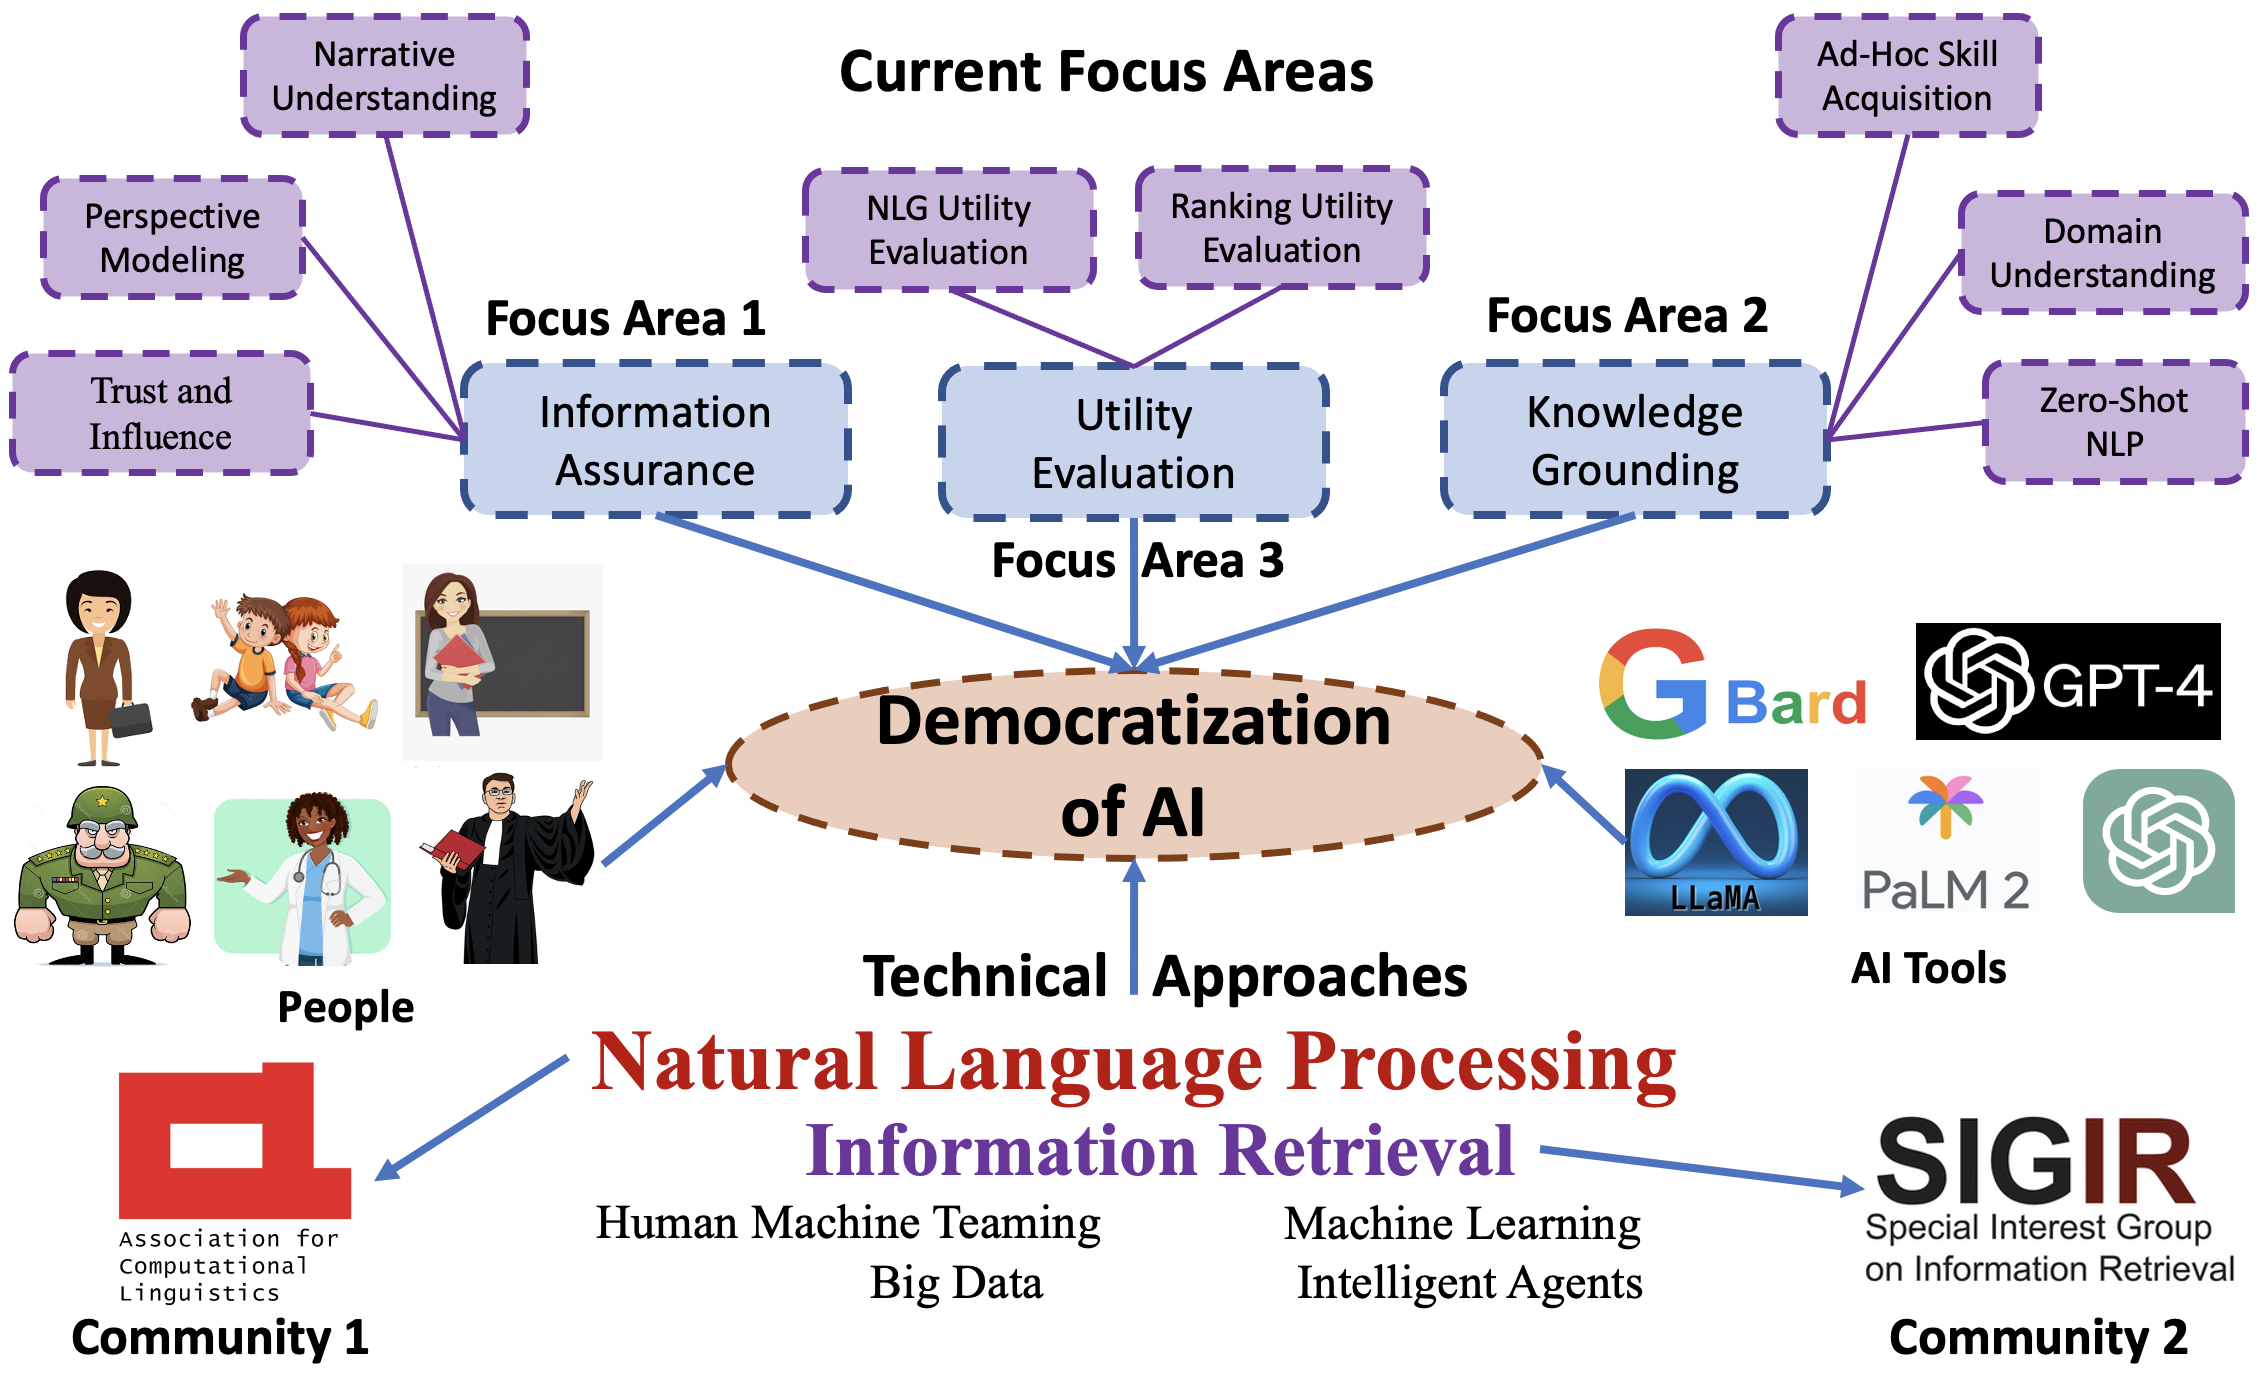 Current Focus Areas
Narrative
Understanding
Perspective
Modeling
Trust and
Influence
Focus Area 1
Information
Assurance
NLG Utility
Evaluation
Ranking Utility
Evaluation
Utility
Evaluation
Focus Area 3
Ad-Hoc Skill
Acquisition
Domain
Understanding
Zero-Shot
NLP
Focus Area 2
Knowledge
Grounding
Democratization
of AI
People
G Bard
GPT-4
LLaMA
PaLM 2
AI Tools
Technical Approaches
Natural Language Processing
Information Retrieval
Human Machine Teaming
Machine Learning
Big Data
Intelligent Agents
Association for
Computational
Linguistics
Community 1
SIGIR
Special Interest Group
on Information Retrieval
Community 2